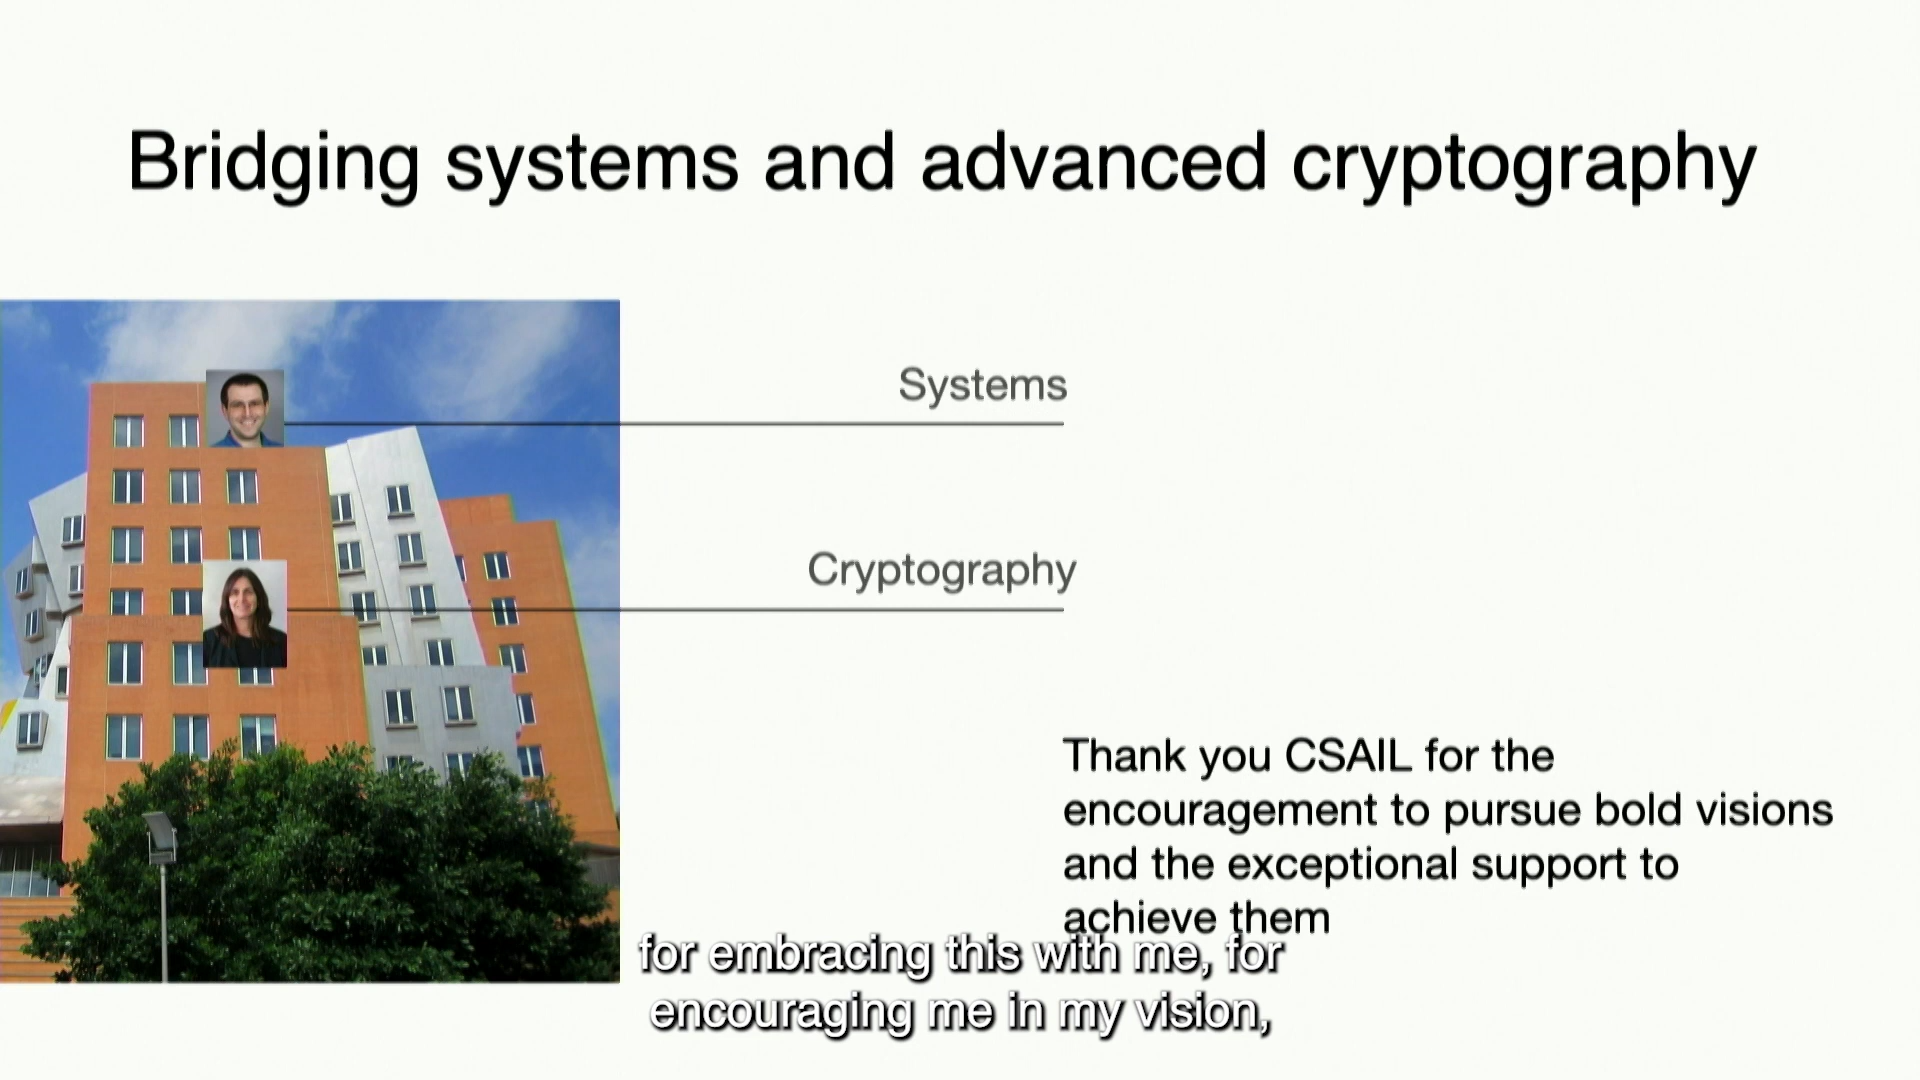 Bridging systems and advanced cryptography
Systems
Cryptography
Thank you CSAIL for the
encouragement to pursue bold visions
and the exceptional support to
achieve them
for embracing this with me, for
encouraging me in my vision,